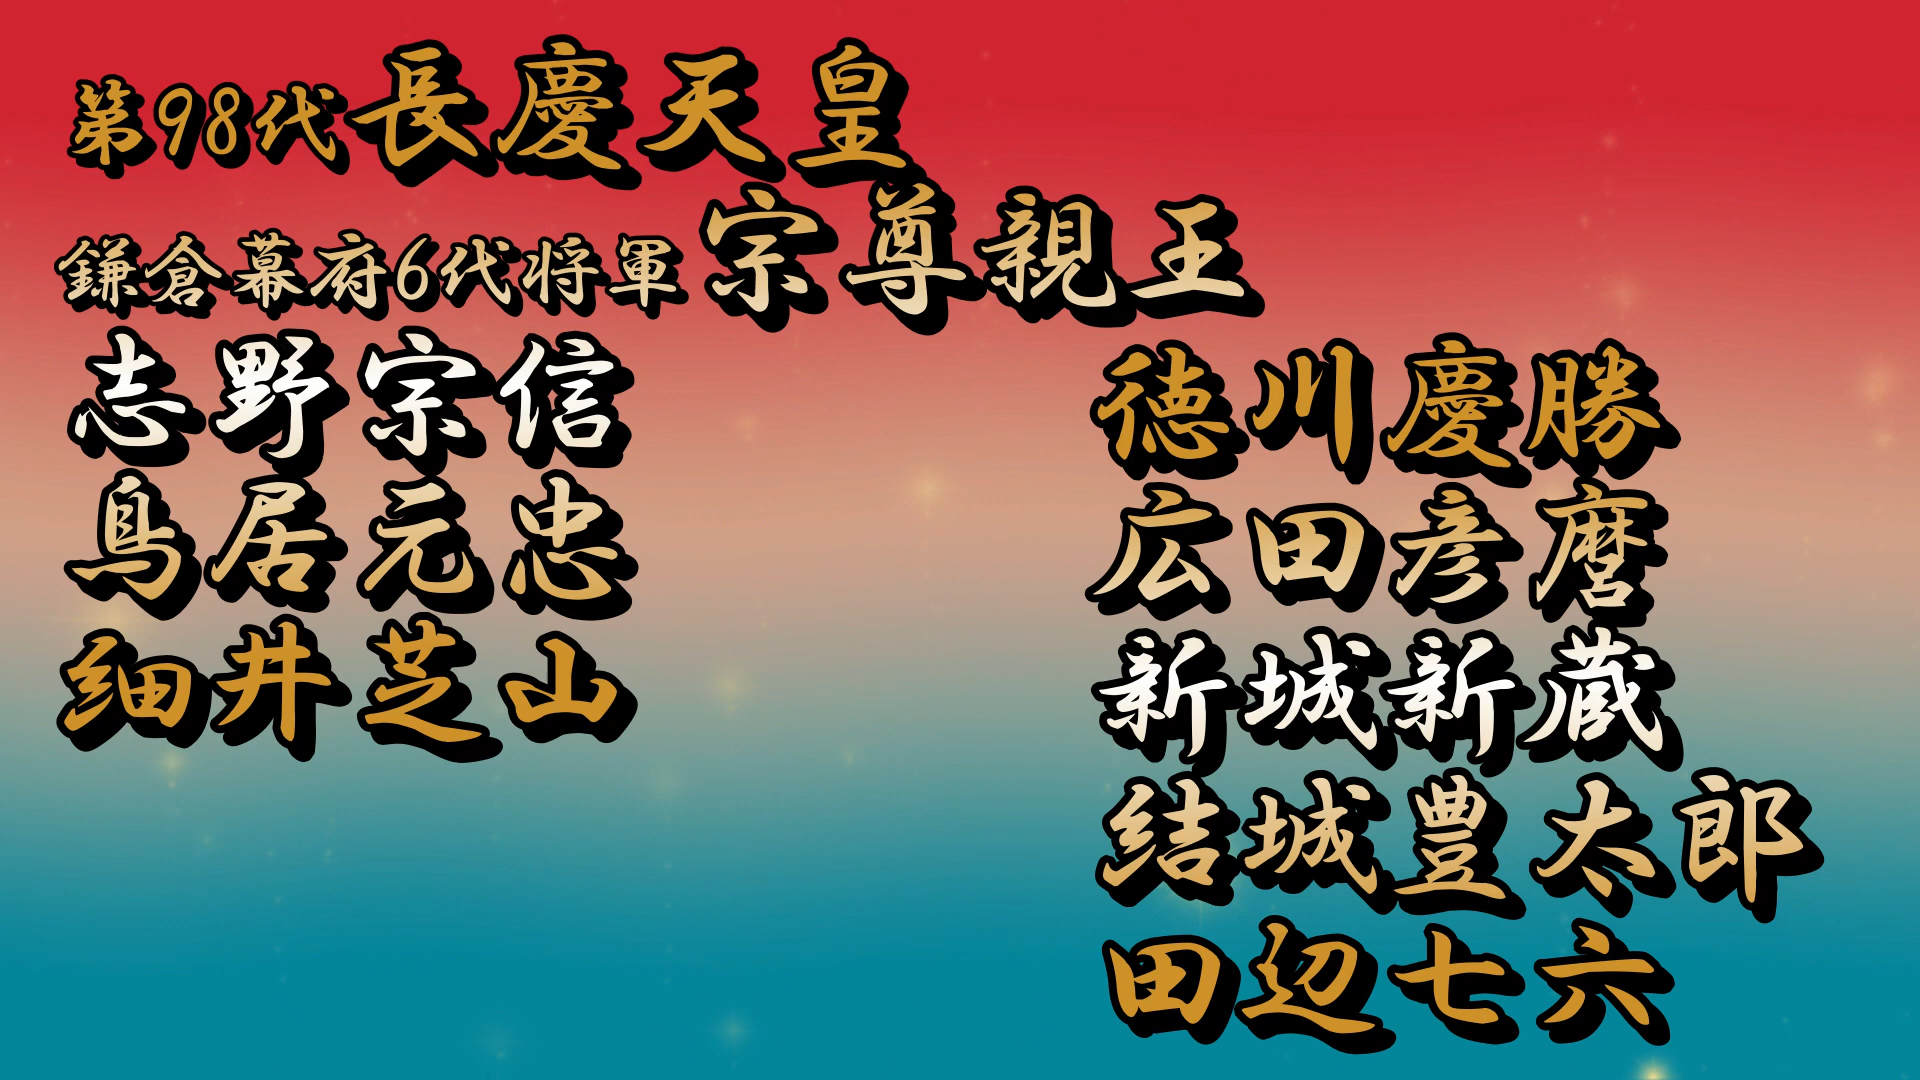 第98代長慶天皇
鎌倉幕府6代将軍宗尊親王
志野宗信
鳥居元忠
細井芝山
徳川慶勝
広田彦麿
新城新蔵
結城豊太郎
田辺七六